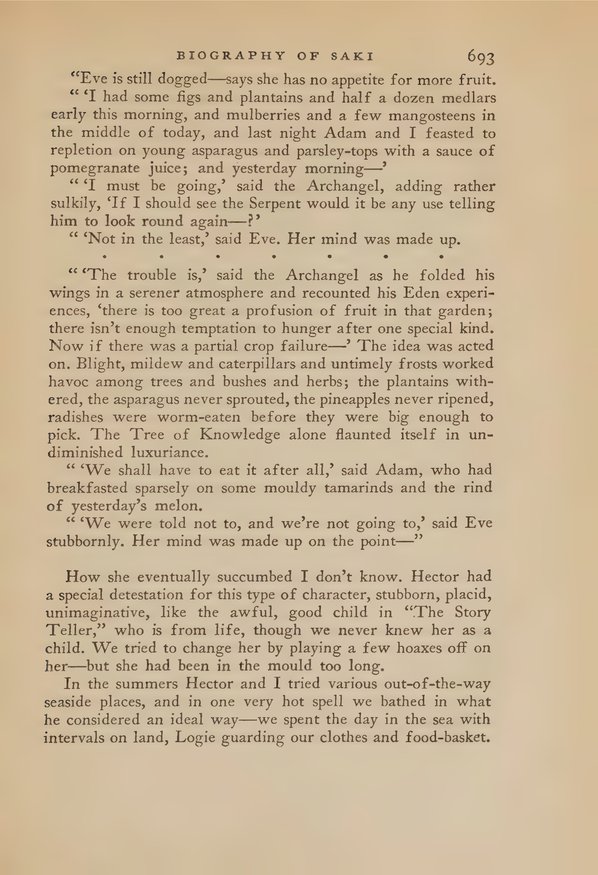 BIOGRAPHY OF SAKI 693
“Eve is still dogged—says she has no appetite for more fruit.
“ ‘I had some figs and plantains and half a dozen medlars
early this morning, and mulberries and a few mangosteens in
the middle of today, and last night Adam and I feasted to
repletion on young asparagus and parsley-tops with a sauce of
pomegranate juice; and yesterday morning—’
“ ‘I must be going,’ said the Archangel, adding rather
sulkily, ‘If I should see the Serpent would it be any use telling
him to look round again—?’
“ ‘Not in the least,’ said Eve. Her mind was made up.
• • • • • • •
“ ‘The trouble is,’ said the Archangel as he folded his
wings in a serener atmosphere and recounted his Eden experi-
ences, ‘there is too great a profusion of fruit in that garden;
there isn’t enough temptation to hunger after one special kind.
Now if there was a partial crop failure—’ The idea was acted
on. Blight, mildew and caterpillars and untimely frosts worked
havoc among trees and bushes and herbs; the plantains with-
ered, the asparagus never sprouted, the pineapples never ripened,
radishes were worm-eaten before they were big enough to
pick. The Tree of Knowledge alone flaunted itself in un-
diminished luxuriance.
“ ‘We shall have to eat it after all,’ said Adam, who had
breakfasted sparsely on some mouldy tamarinds and the rind
of yesterday’s melon.
“ ‘We were told not to, and we’re not going to,’ said Eve
stubbornly. Her mind was made up on the point—”
How she eventually succumbed I don’t know. Hector had
a special detestation for this type of character, stubborn, placid,
unimaginative, like the awful, good child in “The Story
Teller,” who is from life, though we never knew her as a
child. We tried to change her by playing a few hoaxes off on
her—but she had been in the mould too long.
In the summers Hector and I tried various out-of-the-way
seaside places, and in one very hot spell we bathed in what
he considered an ideal way—we spent the day in the sea with
intervals on land, Logie guarding our clothes and food-basket.